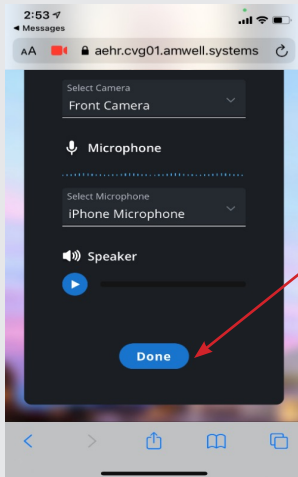 2:53
Messages
AA aehr.cvg01.amwell.systems
Select Camera
Front Camera
Microphone
Select Microphone
iPhone Microphone
Speaker
Done